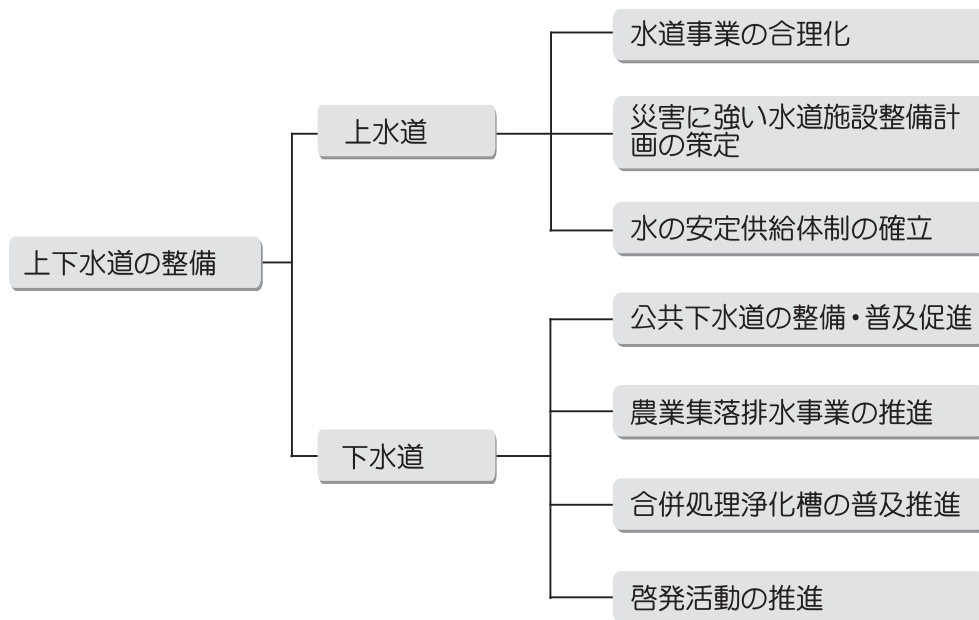 上下水道の整備
上水道
水道事業の合理化
災害に強い水道施設整備計
画の策定
水の安定供給体制の確立
下水道
公共下水道の整備・普及促進
農業集落排水事業の推進
合併処理浄化槽の普及推進
啓発活動の推進